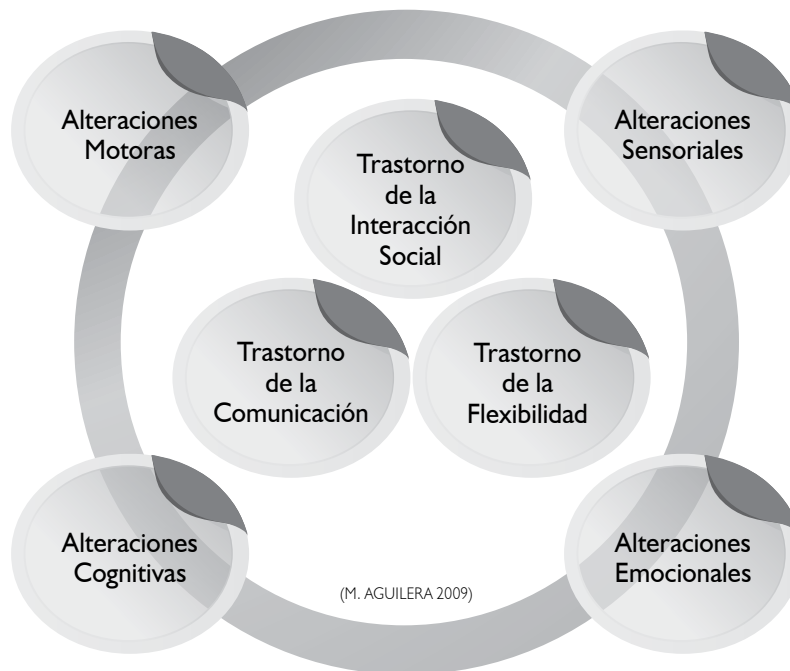 Alteraciones
Motoras
Alteraciones
Sensoriales
Trastorno
de la
Interacción
Social
Trastorno
de la
Comunicación
Trastorno
de la
Flexibilidad
Alteraciones
Cognitivas
Alteraciones
Emocionales
(M. AGUILERA 2009)